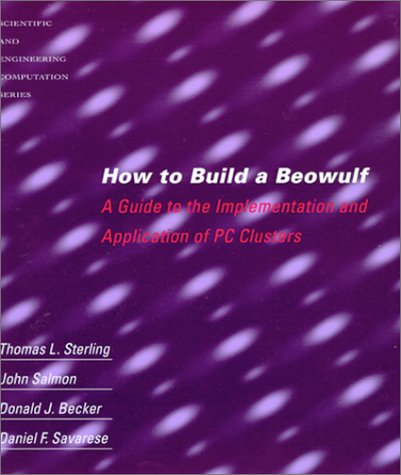 SCIENTIFIC
AND
ENGINEERING
COMPUTATION
SERIES
How to Build a Beowulf
A Guide to the Implementation and
Application of PC Clusters
Thomas L. Sterling
John Salmon
Donald J. Becker
Daniel F. Savarese